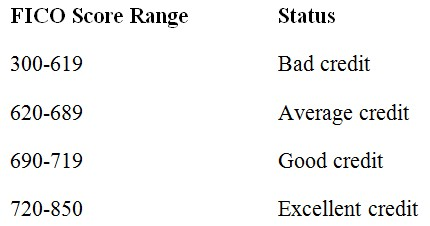 FICO Score Range Status
300-619 Bad credit
620-689 Average credit
690-719 Good credit
720-850 Excellent credit